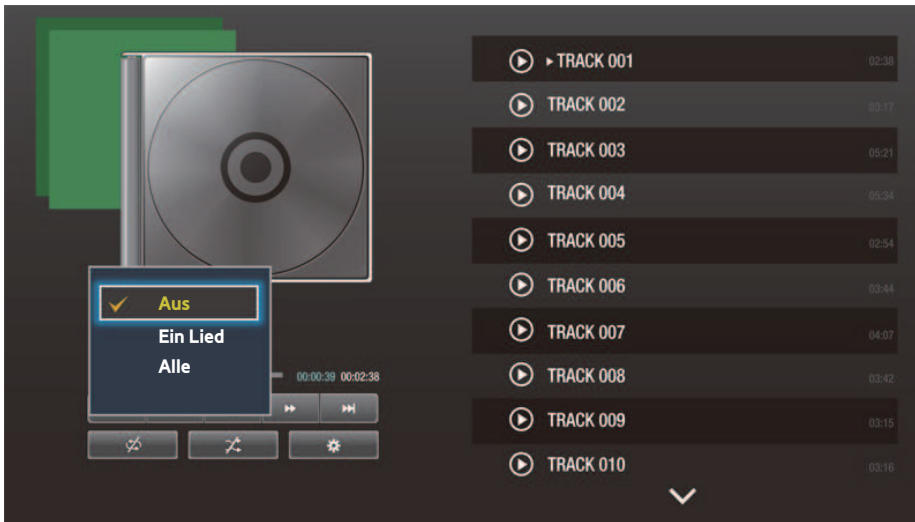 TRACK 001 02:38
TRACK 002 03:17
TRACK 003 05:21
TRACK 004 05:34
TRACK 005 02:54
TRACK 006 03:44
TRACK 007 04:07
TRACK 008 03:42
TRACK 009 03:15
TRACK 010 03:16
Aus
Ein Lied
Alle
00:00:39 00:02:38